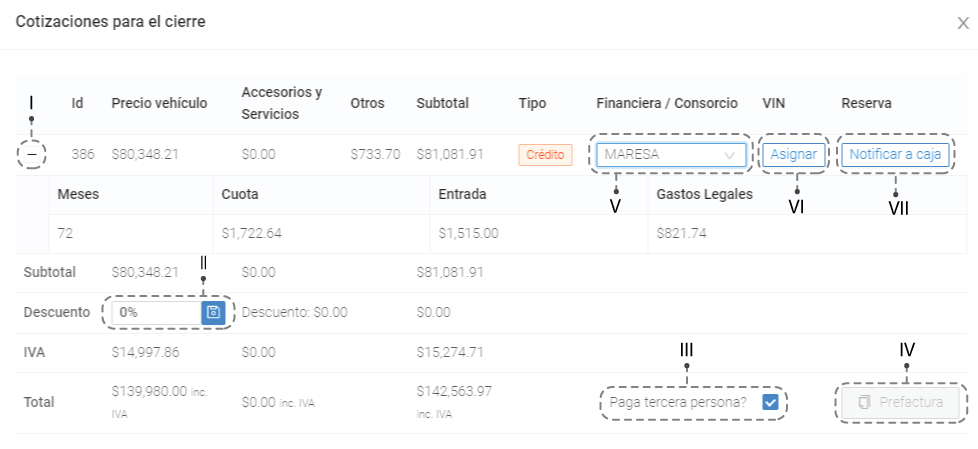 Cotizaciones para el cierre
I Id Precio vehículo Accesorios y Servicios Otros Subtotal Tipo Financiera / Consorcio VIN Reserva
386 $80,348.21 $0.00 $733.70 $81,081.91 Crédito MARESA Asignar Notificar a caja
Meses Cuota Entrada Gastos Legales
V VI VII
72 $1,722.64 $1,515.00 $821.74
II
Subtotal $80,348.21 $0.00 $81,081.91
Descuento 0% Descuento: $0.00 $0.00
IVA $14,997.86 $0.00 $15,274.71
III IV
Total $139,980.00 inc. IVA $0.00 inc. IVA $142,563.97 inc. IVA Paga tercera persona? Prefactura